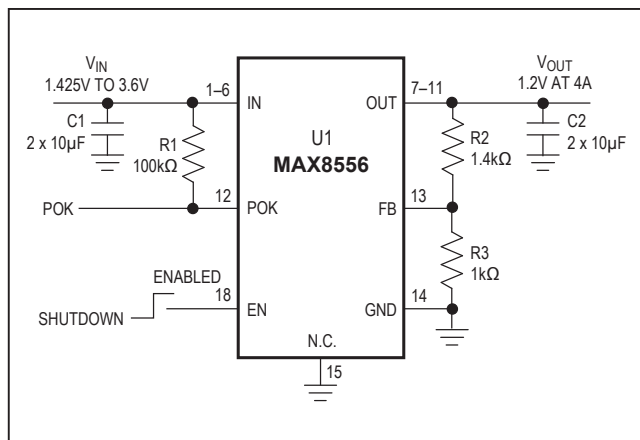 V_IN
1.425V TO 3.6V
C1
2 x 10µF
R1
100kΩ
POK
SHUTDOWN
ENABLED
1–6
IN
12
POK
18
EN
U1
MAX8556
N.C.
15
7–11
OUT
13
FB
14
GND
V_OUT
1.2V AT 4A
R2
1.4kΩ
C2
2 x 10µF
R3
1kΩ